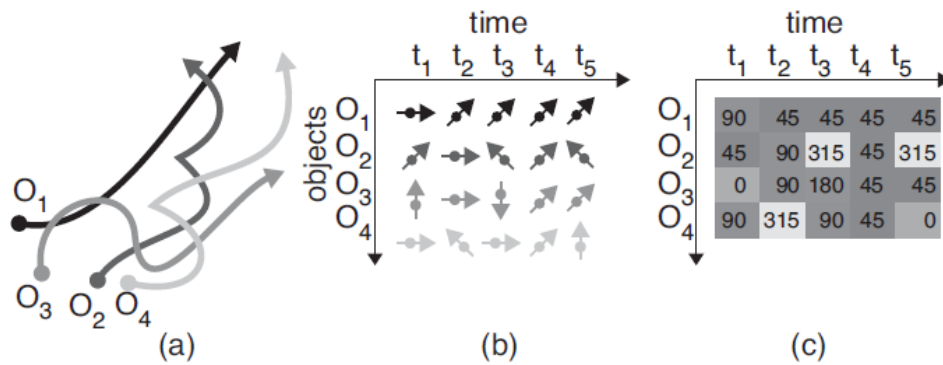 time
t1 t2 t3 t4 t5
objects
O1
O2
O3
O4
time
t1 t2 t3 t4 t5
O1 90 45 45 45 45
O2 45 90 315 45 315
O3 0 90 180 45 45
O4 90 315 90 45 0
O1
O3 O2 O4
(a) (b) (c)